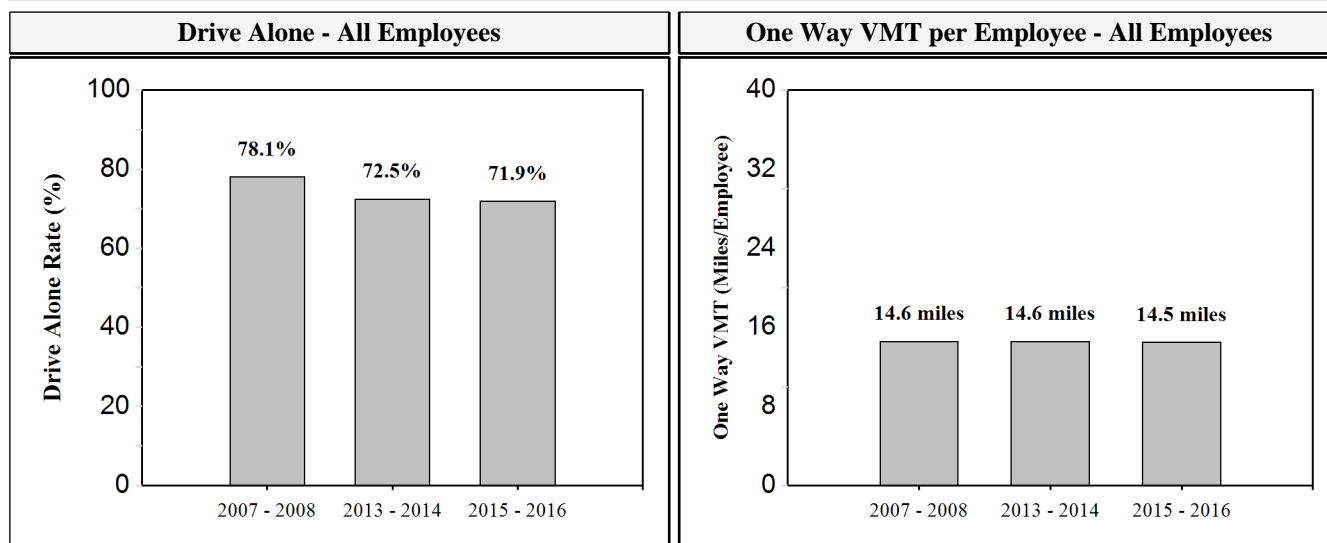 Drive Alone - All Employees
One Way VMT per Employee - All Employees
Drive Alone Rate (%)
100
80
60
40
20
0
78.1%
72.5%
71.9%
2007 - 2008
2013 - 2014
2015 - 2016
One Way VMT (Miles/Employee)
40
32
24
16
8
0
14.6 miles
14.6 miles
14.5 miles
2007 - 2008
2013 - 2014
2015 - 2016